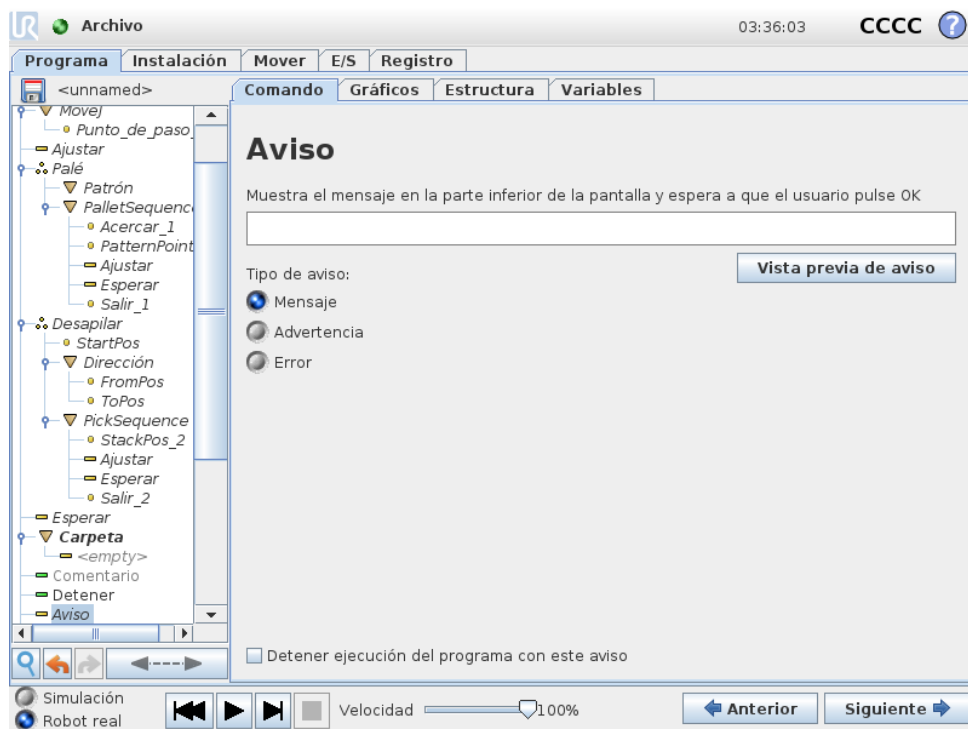 UR Archivo 03:36:03 CCCC ?
Programa Instalación Mover E/S Registro
<unnamed>
Comando Gráficos Estructura Variables
MoveJ
Punto_de_paso_
Ajustar
Palé
Patrón
PalletSequence
Acercar_1
PatternPoint
Ajustar
Esperar
Salir_1
Desapilar
StartPos
Dirección
FromPos
ToPos
PickSequence
StackPos_2
Ajustar
Esperar
Salir_2
Esperar
Carpeta
<empty>
Comentario
Detener
Aviso
Aviso
Muestra el mensaje en la parte inferior de la pantalla y espera a que el usuario pulse OK
Vista previa de aviso
Tipo de aviso:
Mensaje
Advertencia
Error
Detener ejecución del programa con este aviso
Simulación
Robot real
Velocidad 100%
Anterior Siguiente